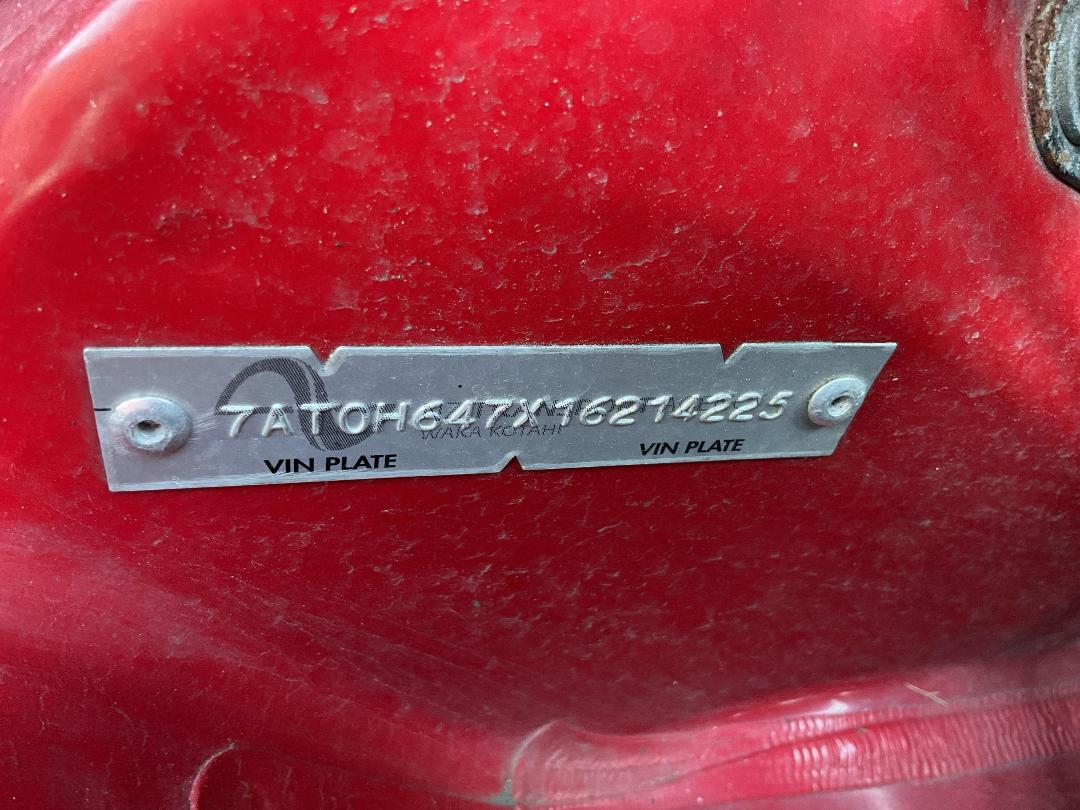 7AT0H647X16214225
WAKA KOTAHI
VIN PLATE VIN PLATE